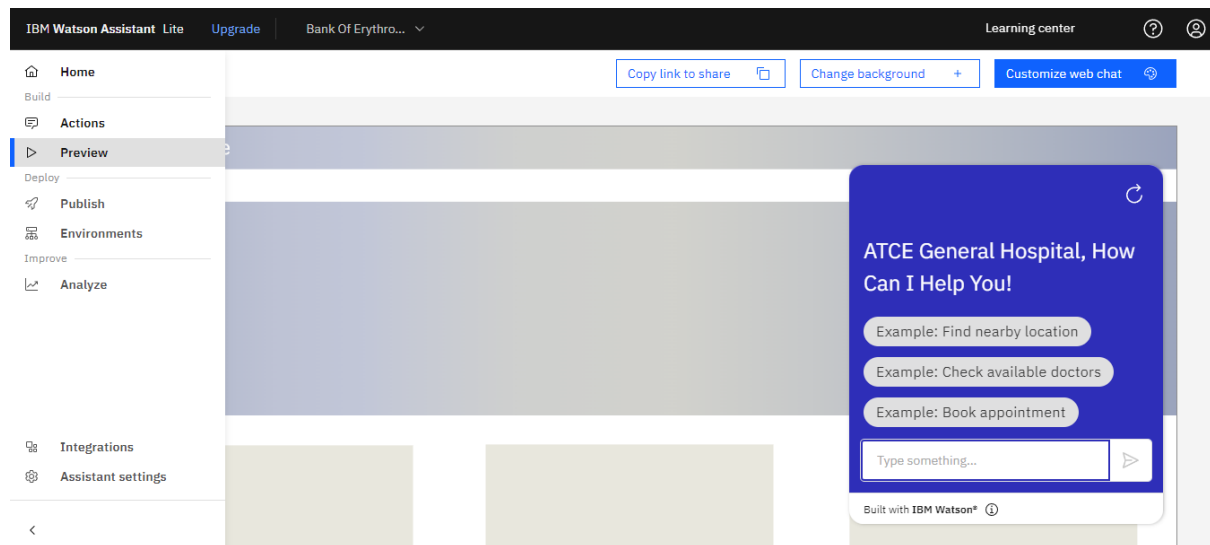 IBM Watson Assistant Lite Upgrade Bank Of Erythro... Learning center
Home
Copy link to share Change background + Customize web chat
Build
Actions
Preview
Deploy
Publish
Environments
Improve
Analyze
ATCE General Hospital, How
Can I Help You!
Example: Find nearby location
Example: Check available doctors
Example: Book appointment
Type something...
Built with IBM Watson®
Integrations
Assistant settings